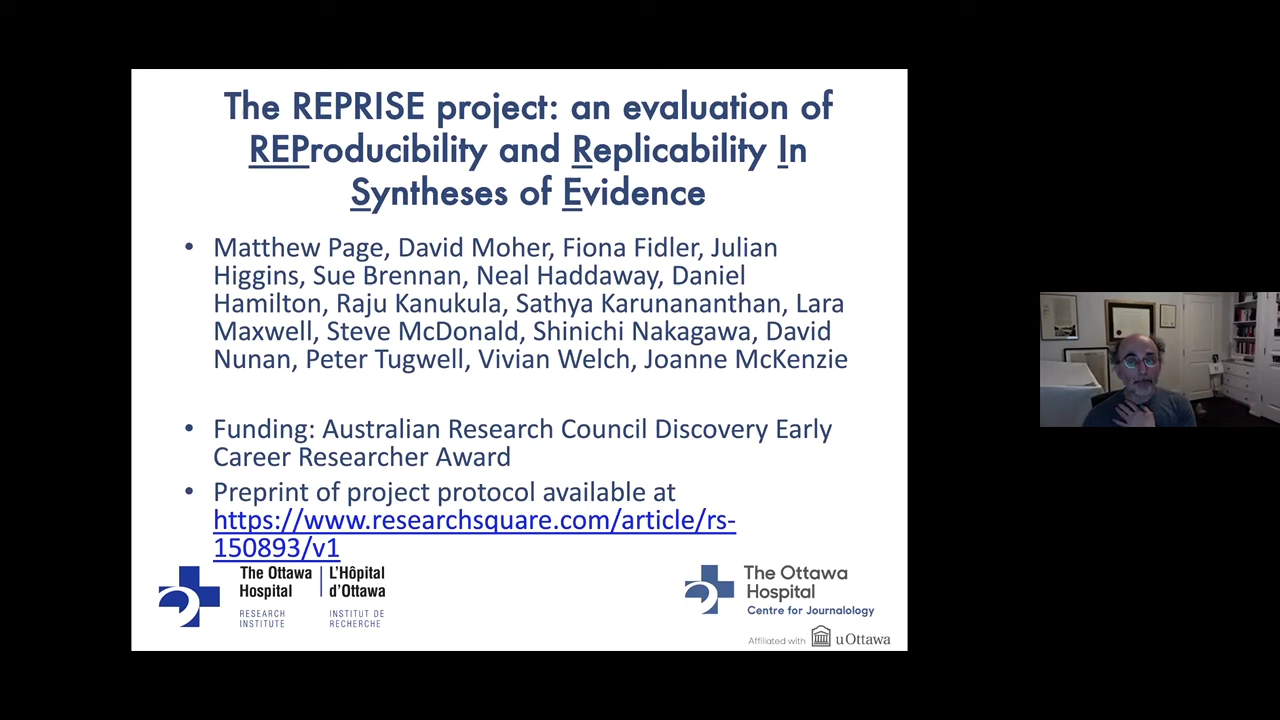 The REPRISE project: an evaluation of
REProducibility and Replicability In
Syntheses of Evidence
• Matthew Page, David Moher, Fiona Fidler, Julian
Higgins, Sue Brennan, Neal Haddaway, Daniel
Hamilton, Raju Kanukula, Sathya Karunananthan, Lara
Maxwell, Steve McDonald, Shinichi Nakagawa, David
Nunan, Peter Tugwell, Vivian Welch, Joanne McKenzie
• Funding: Australian Research Council Discovery Early
Career Researcher Award
• Preprint of project protocol available at
https://www.researchsquare.com/article/rs-
150893/v1
The Ottawa
Hospital
RESEARCH
INSTITUTE
L'Hôpital
d'Ottawa
INSTITUT DE
RECHERCHE
The Ottawa
Hospital
Centre for Journalology
Affiliated with uOttawa